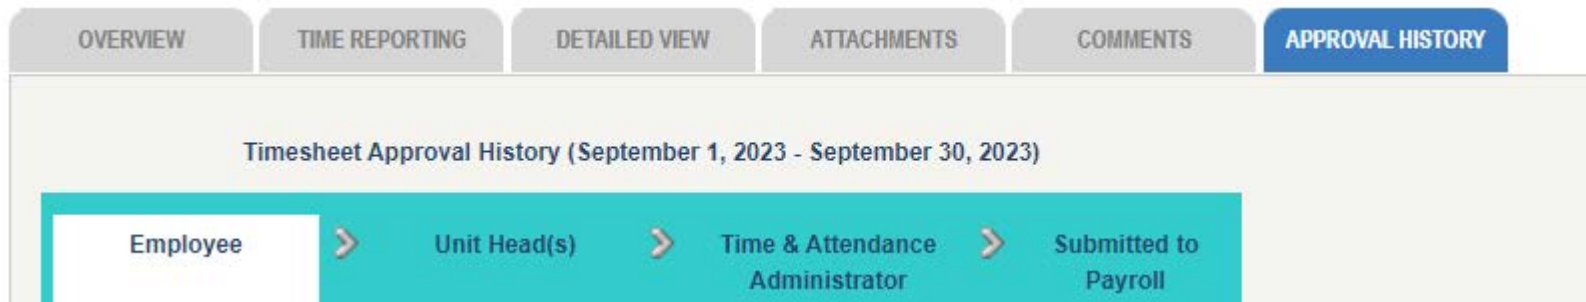 OVERVIEW TIME REPORTING DETAILED VIEW ATTACHMENTS COMMENTS APPROVAL HISTORY
Timesheet Approval History (September 1, 2023 - September 30, 2023)
Employee Unit Head(s) Time & Attendance Submitted to
Administrator Payroll